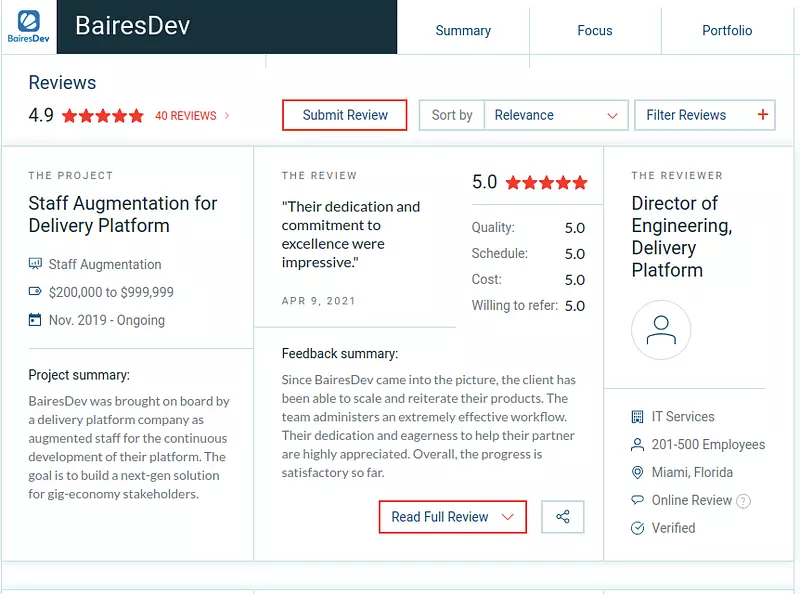 BairesDev
BairesDev
Summary
Focus
Portfolio
Reviews
4.9
40 REVIEWS
Submit Review
Sort by
Relevance
Filter Reviews +
THE PROJECT
Staff Augmentation for
Delivery Platform
Staff Augmentation
$200,000 to $999,999
Nov. 2019 - Ongoing
Project summary:
BairesDev was brought on board by
a delivery platform company as
augmented staff for the continuous
development of their platform. The
goal is to build a next-gen solution
for gig-economy stakeholders.
THE REVIEW
"Their dedication and
commitment to
excellence were
impressive."
APR 9, 2021
5.0
Quality: 5.0
Schedule: 5.0
Cost: 5.0
Willing to refer: 5.0
Feedback summary:
Since BairesDev came into the picture, the client has
been able to scale and reiterate their products. The
team administers an extremely effective workflow.
Their dedication and eagerness to help their partner
are highly appreciated. Overall, the progress is
satisfactory so far.
Read Full Review
THE REVIEWER
Director of
Engineering,
Delivery
Platform
IT Services
201-500 Employees
Miami, Florida
Online Review ?
Verified